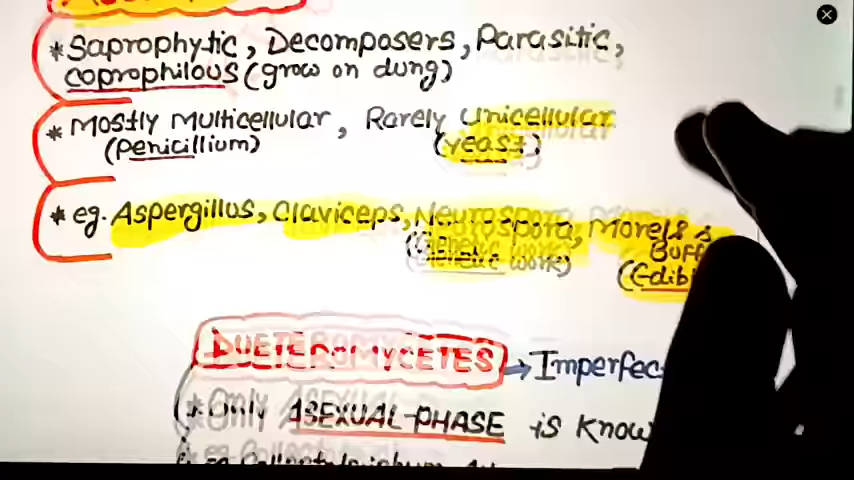 *Saprophytic, Decomposers, Parasitic,
coprophilous (grow on dung)
* Mostly Multicellular, Rarely Unicellular
(Penicillium) (yeast)
* eg. Aspergillus, Claviceps, Neurospora, Morels &
(Genetic work) Buff
(Edibl
DUETEROMYCETES → Imperfec
*Only ASEXUAL-PHASE is know